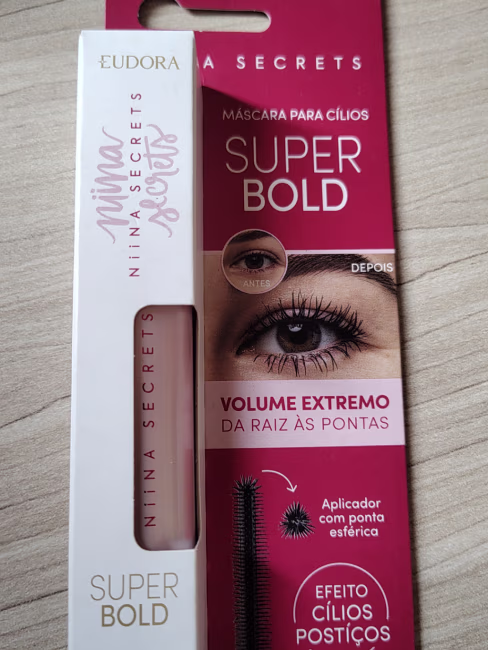 EUDORA
niina
secrets
NiiNA SECRETS
NiiNA SECRETS
SUPER
BOLD
A SECRETS
MÁSCARA PARA CÍLIOS
SUPER
BOLD
ANTES
DEPOIS
VOLUME EXTREMO
DA RAIZ ÀS PONTAS
Aplicador
com ponta
esférica
EFEITO
CÍLIOS
POSTIÇOS